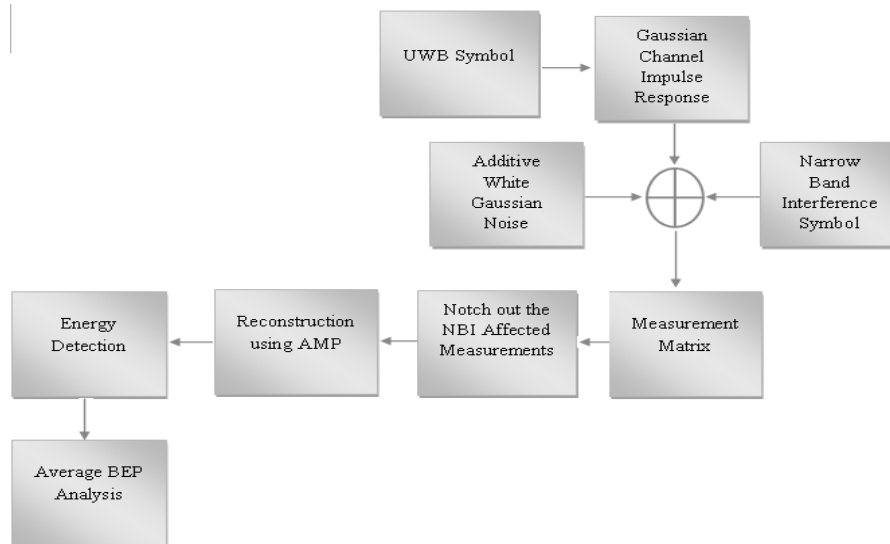 UWB Symbol
Gaussian
Channel
Impulse
Response
Additive
White
Gaussian
Noise
Narrow
Band
Interference
Symbol
Energy
Detection
Reconstruction
using AMP
Notch out the
NBI Affected
Measurements
Measurement
Matrix
Average BEP
Analysis